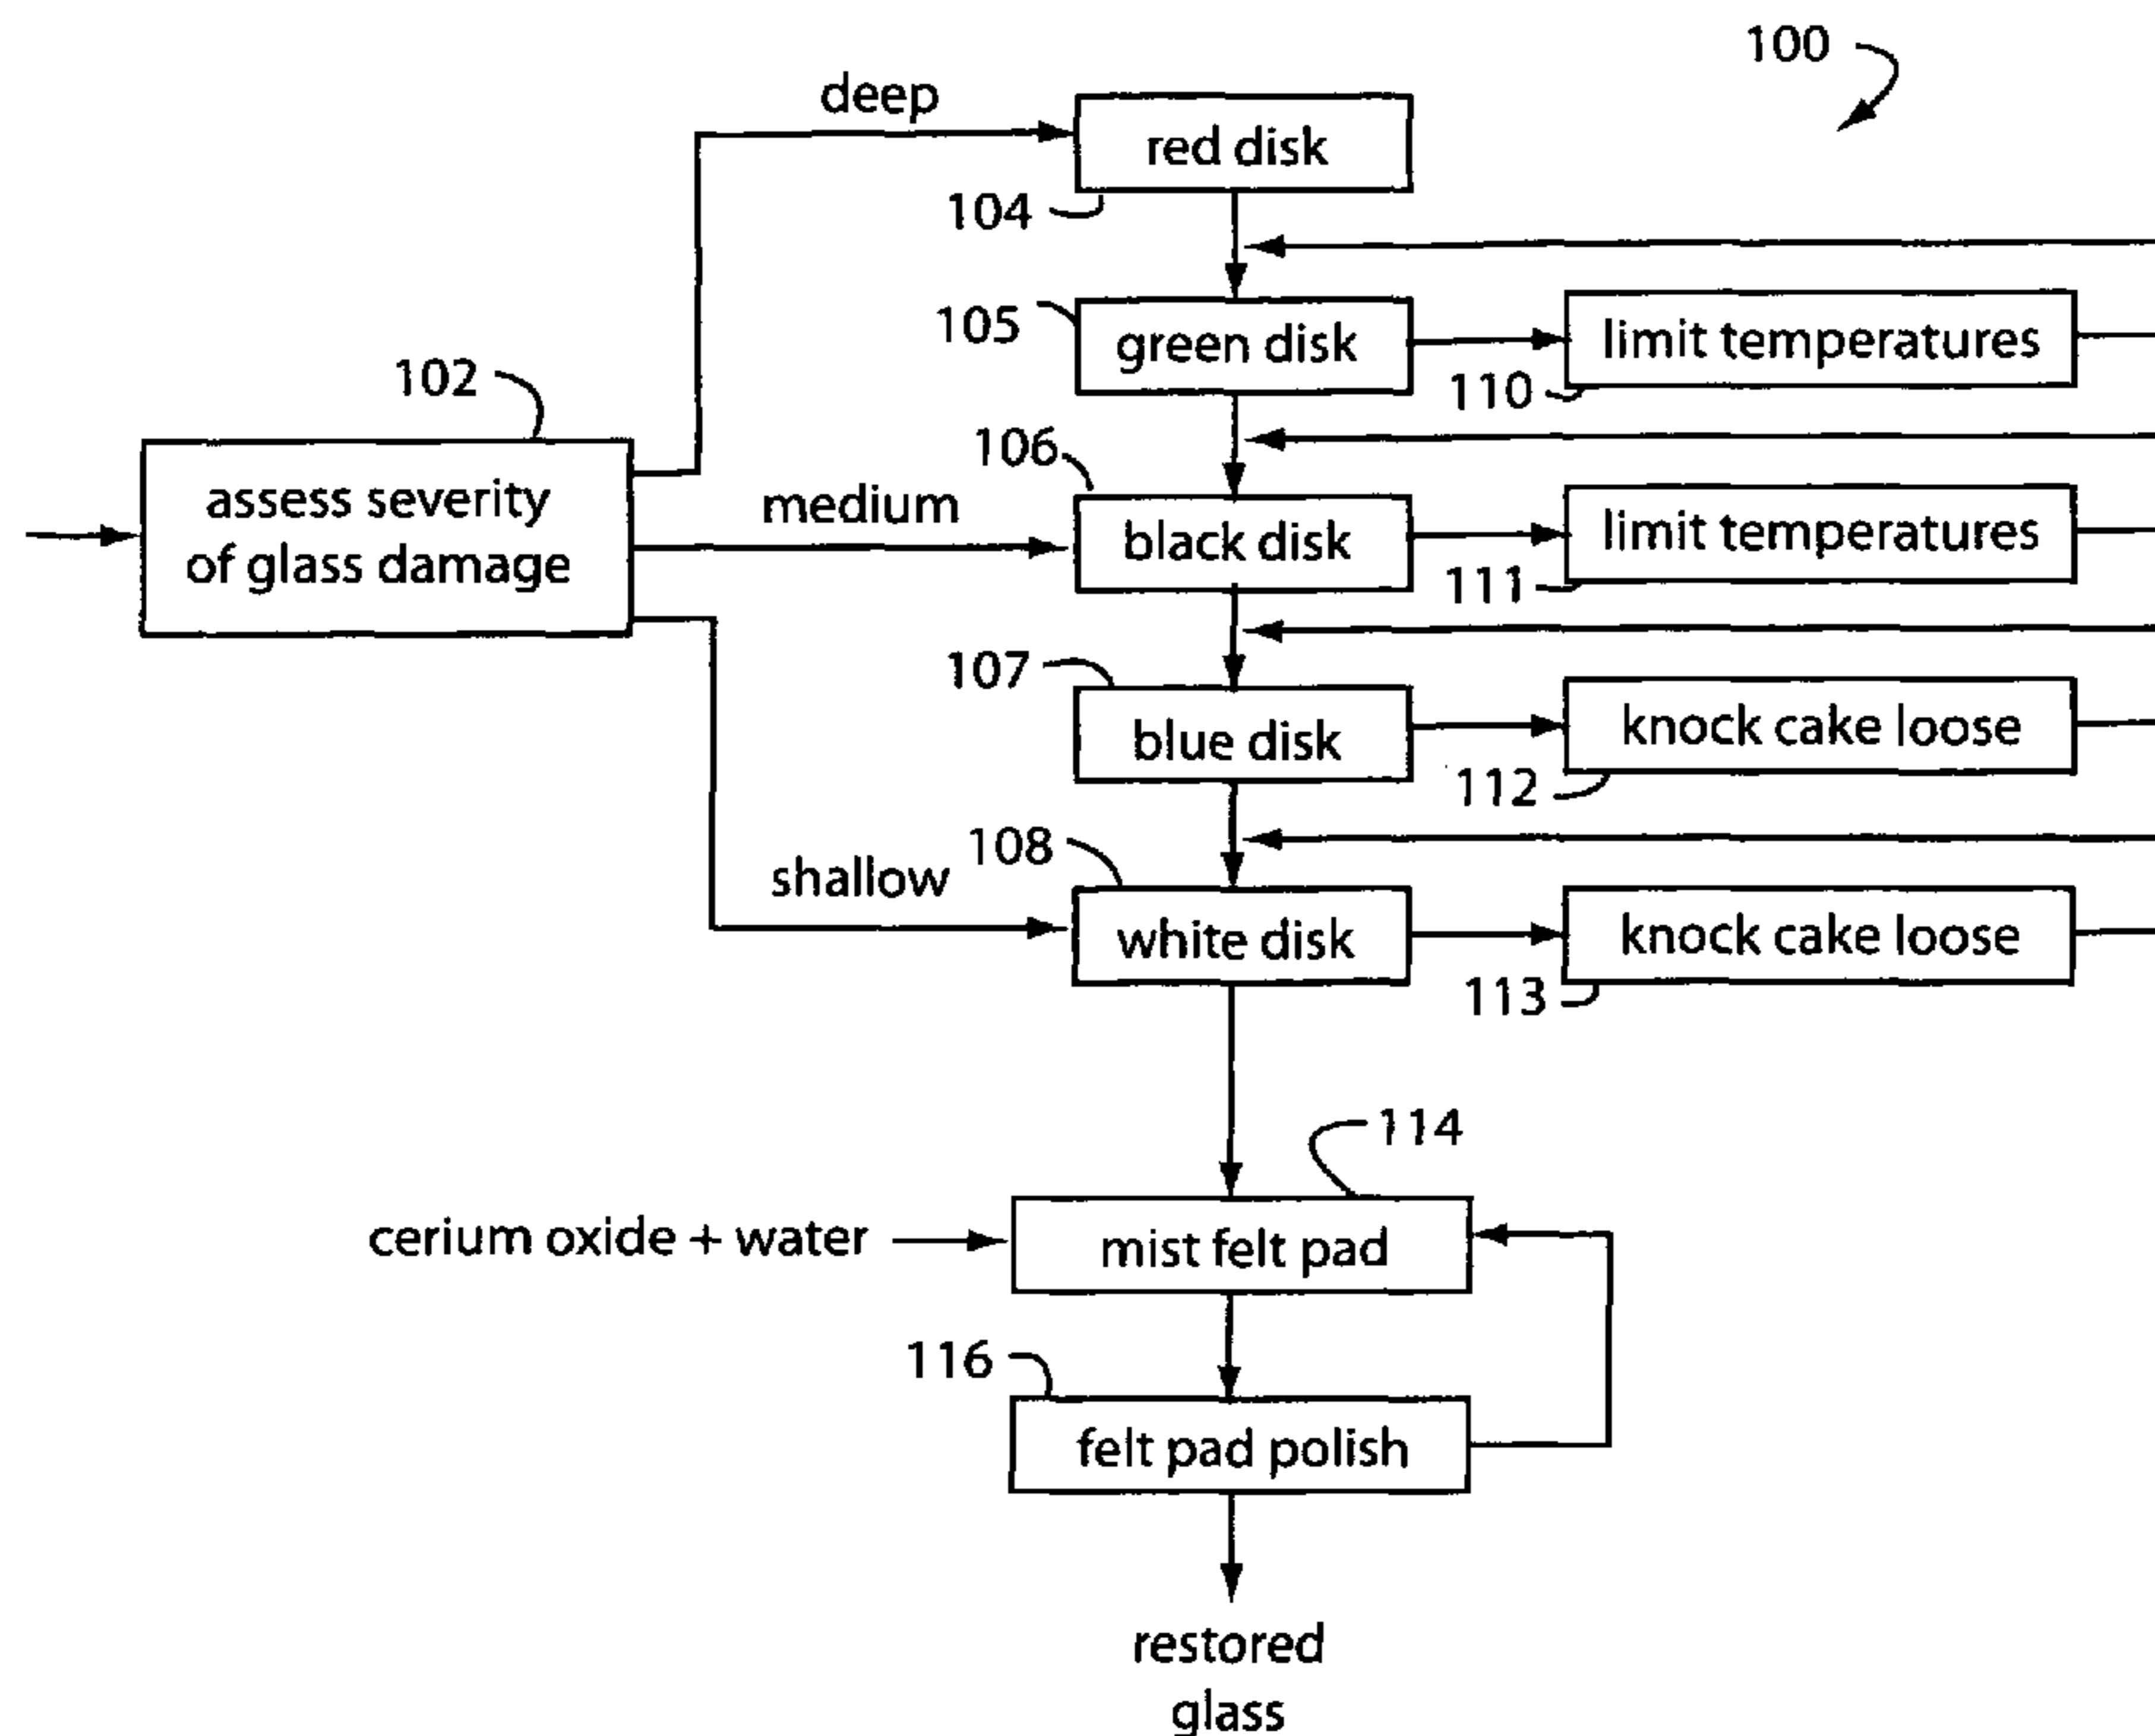 100
deep
red disk
104
105
green disk
limit temperatures
110
102
106
assess severity
of glass damage
medium
black disk
limit temperatures
111
107
blue disk
knock cake loose
112
108
shallow
white disk
knock cake loose
113
114
cerium oxide + water
mist felt pad
116
felt pad polish
restored
glass